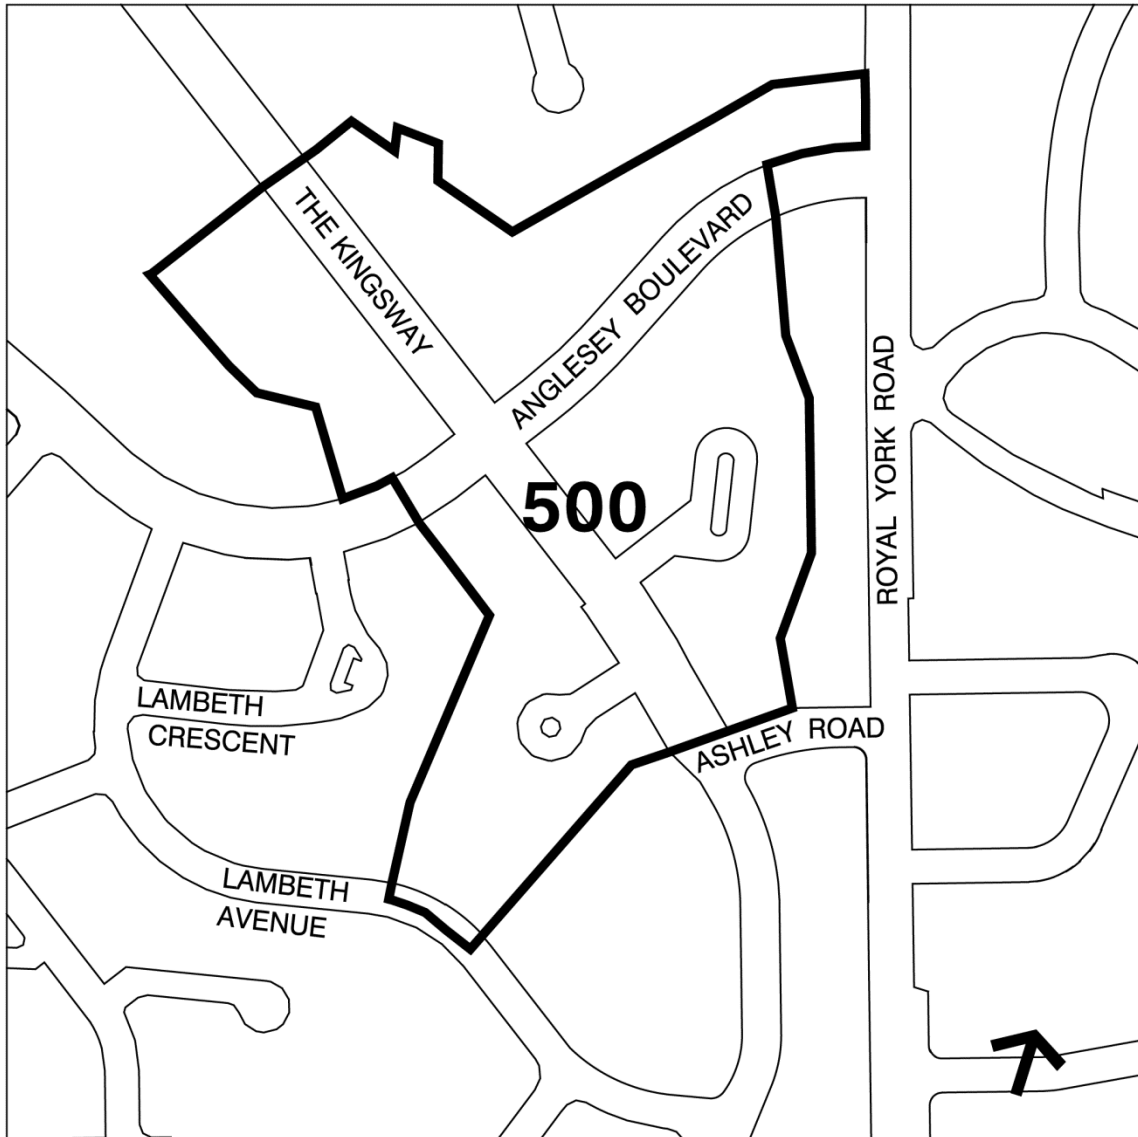 THE KINGSWAY
ANGLESEY BOULEVARD
ROYAL YORK ROAD
500
LAMBETH
CRESCENT
ASHLEY ROAD
LAMBETH
AVENUE